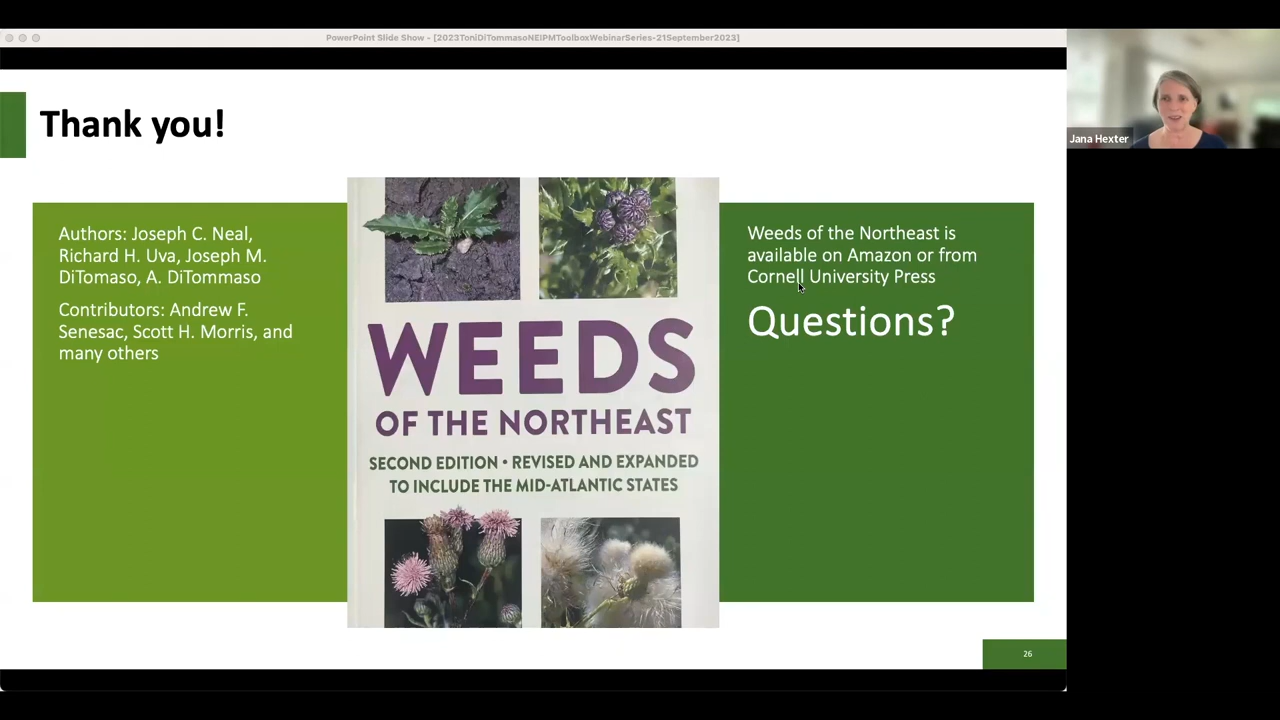 PowerPoint Slide Show - [2023ToniDiTommasoNEIPMToolboxWebinarSeries-21September2023]
Thank you!
Authors: Joseph C. Neal,
Richard H. Uva, Joseph M.
DiTomaso, A. DiTommaso
Contributors: Andrew F.
Senesac, Scott H. Morris, and
many others
WEEDS
OF THE NORTHEAST
SECOND EDITION • REVISED AND EXPANDED
TO INCLUDE THE MID-ATLANTIC STATES
Weeds of the Northeast is
available on Amazon or from
Cornell University Press
Questions?
26
Jana Hexter